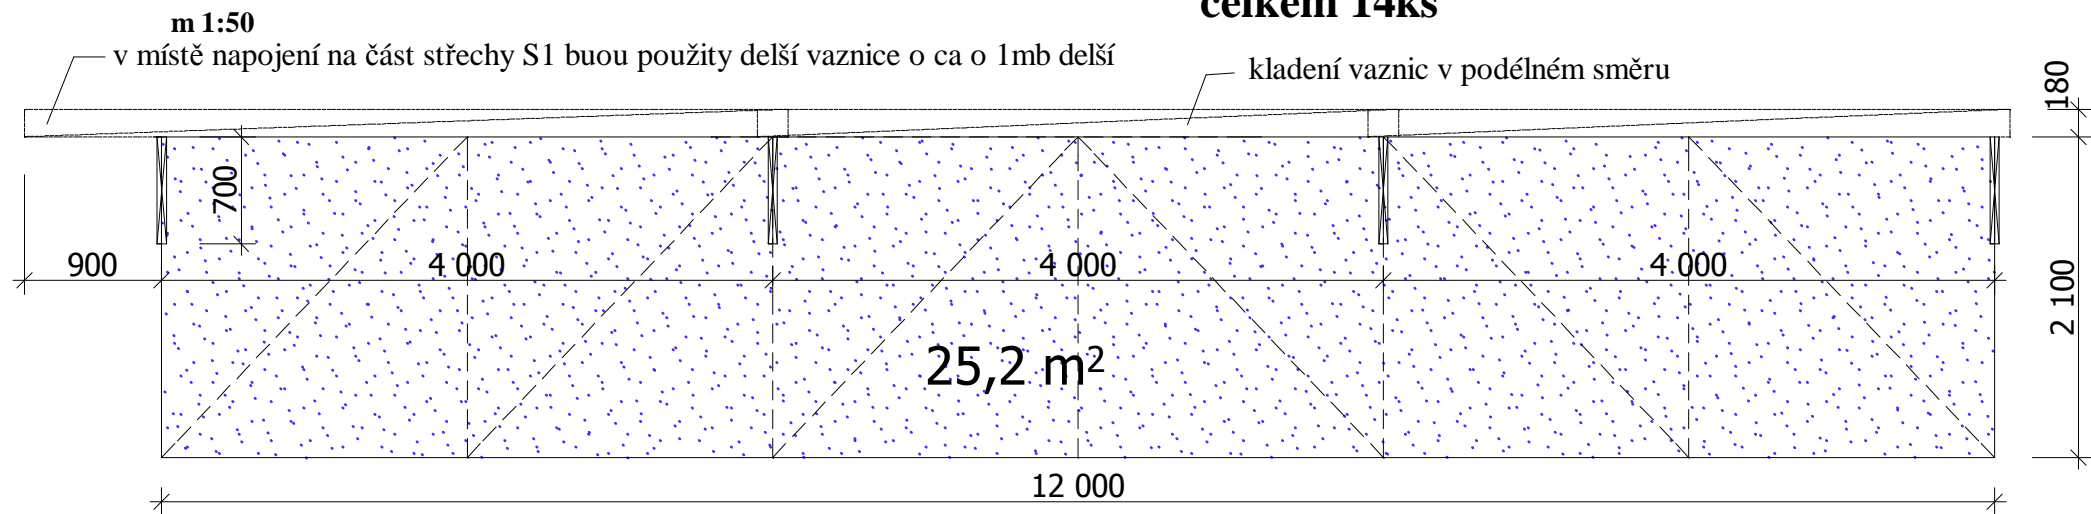 celkem 14ks
m 1:50
v místě napojení na část střechy S1 buou použity delší vaznice o ca o 1mb delší
kladení vaznic v podélném směru
180
700
900
4 000
4 000
4 000
2 100
25,2 m²
12 000